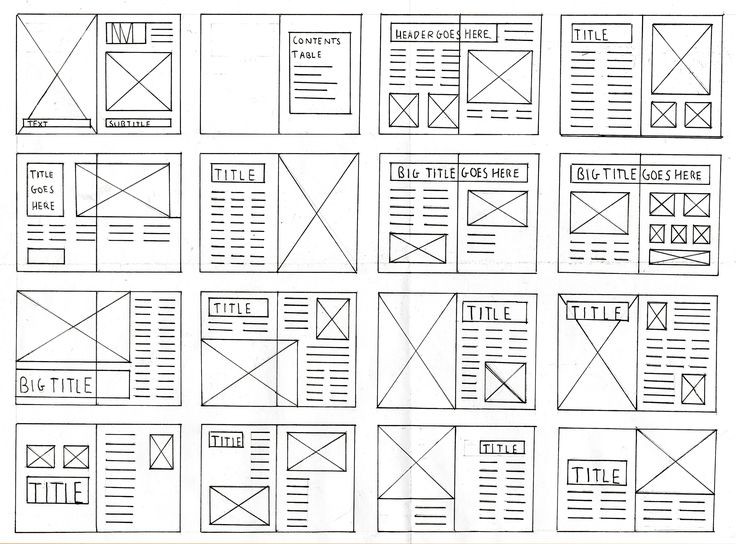 NM
TEXT
SUBTITLE
CONTENTS
TABLE
HEADER GOES HERE
TITLE
TITLE
GOES
HERE
TITLE
BIG TITLE GOES HERE
BIG TITLE GOES HERE
BIG TITLE
TITLE
TITLE
TITLE
TITLE
TITLE
TITLE
TITLE